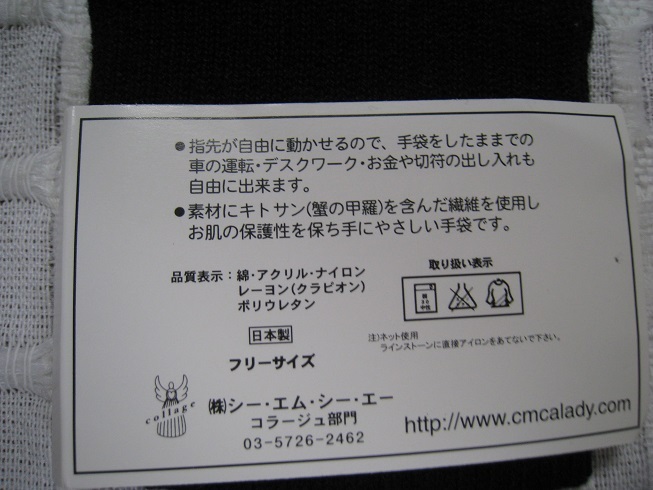 ●指先が自由に動かせるので、手袋をしたままでの
車の運転・デスクワーク・お金や切符の出し入れも
自由に出来ます。
●素材にキトサン(蟹の甲羅)を含んだ繊維を使用し
お肌の保護性を保ち手にやさしい手袋です。
品質表示：綿・アクリル・ナイロン
レーヨン(クラビオン)
ポリウレタン
取り扱い表示
注)ネット使用
ラインストーンに直接アイロンをあてないで下さい。
日本製
フリーサイズ
collage
(株)シー・エム・シー・エー
コラージュ部門
03-5726-2462
http://www.cmcalady.com